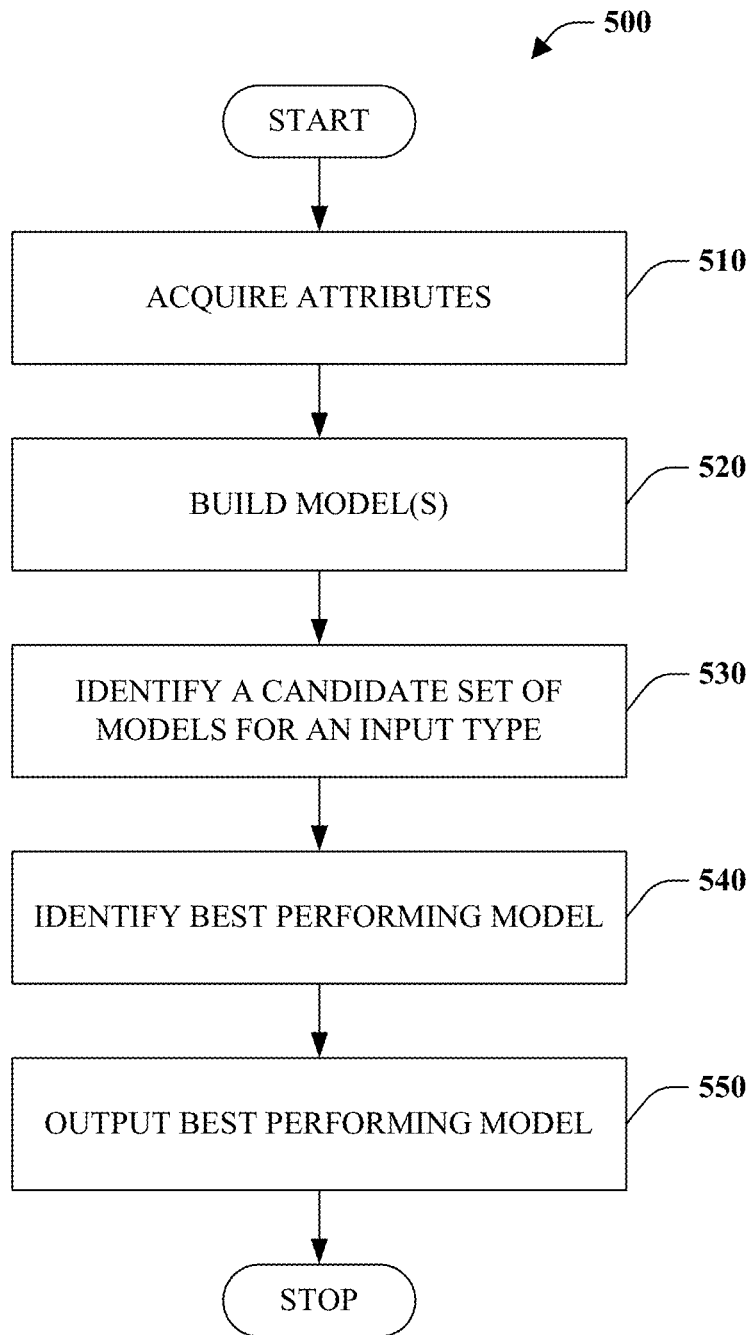 500
START
510
ACQUIRE ATTRIBUTES
520
BUILD MODEL(S)
530
IDENTIFY A CANDIDATE SET OF
MODELS FOR AN INPUT TYPE
540
IDENTIFY BEST PERFORMING MODEL
550
OUTPUT BEST PERFORMING MODEL
STOP